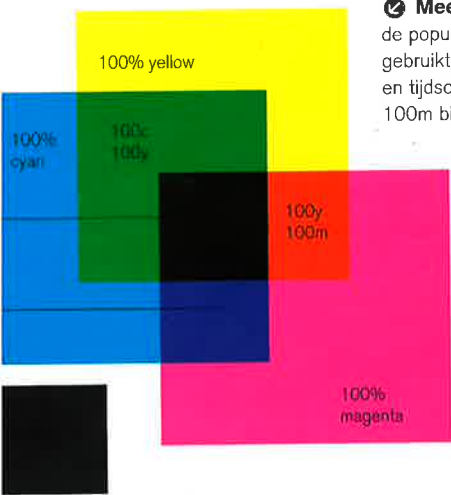 Mee
de popu
gebruikt
en tijdsc
100m bi
100% yellow
100%
cyan
100c
100y
100y
100m
100%
magenta